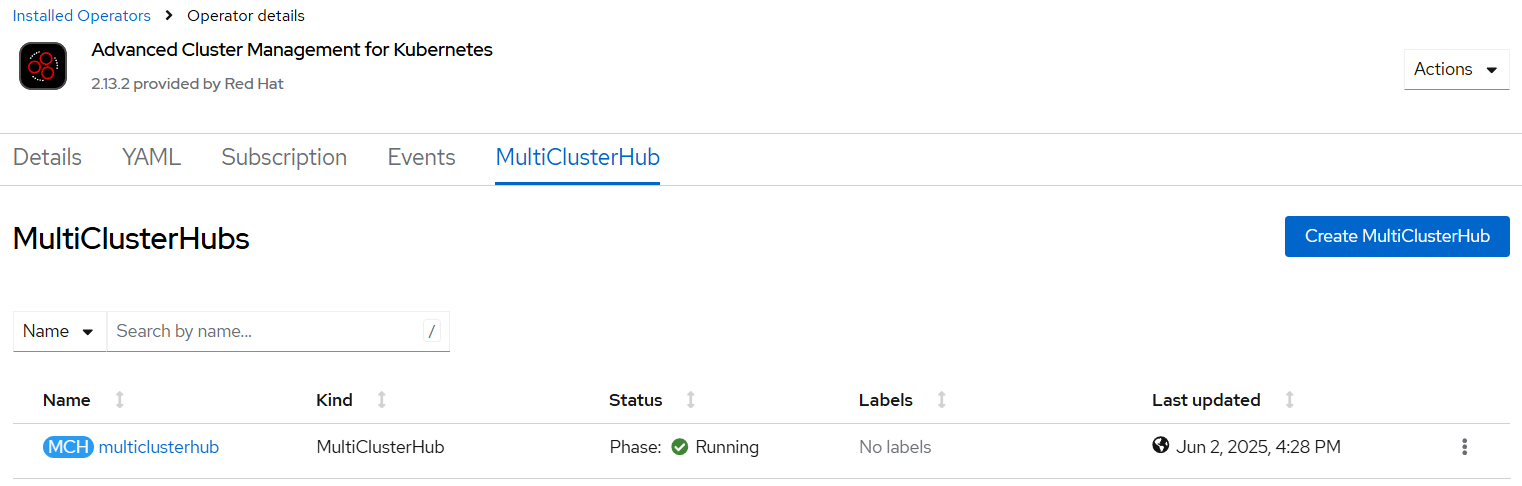 Installed Operators Operator details
Advanced Cluster Management for Kubernetes
2.13.2 provided by Red Hat
Actions
Details YAML Subscription Events MultiClusterHub
MultiClusterHubs
Create MultiClusterHub
Name Search by name... /
Name Kind Status Labels Last updated
MCH multiclusterhub MultiClusterHub Phase: Running No labels Jun 2, 2025, 4:28 PM